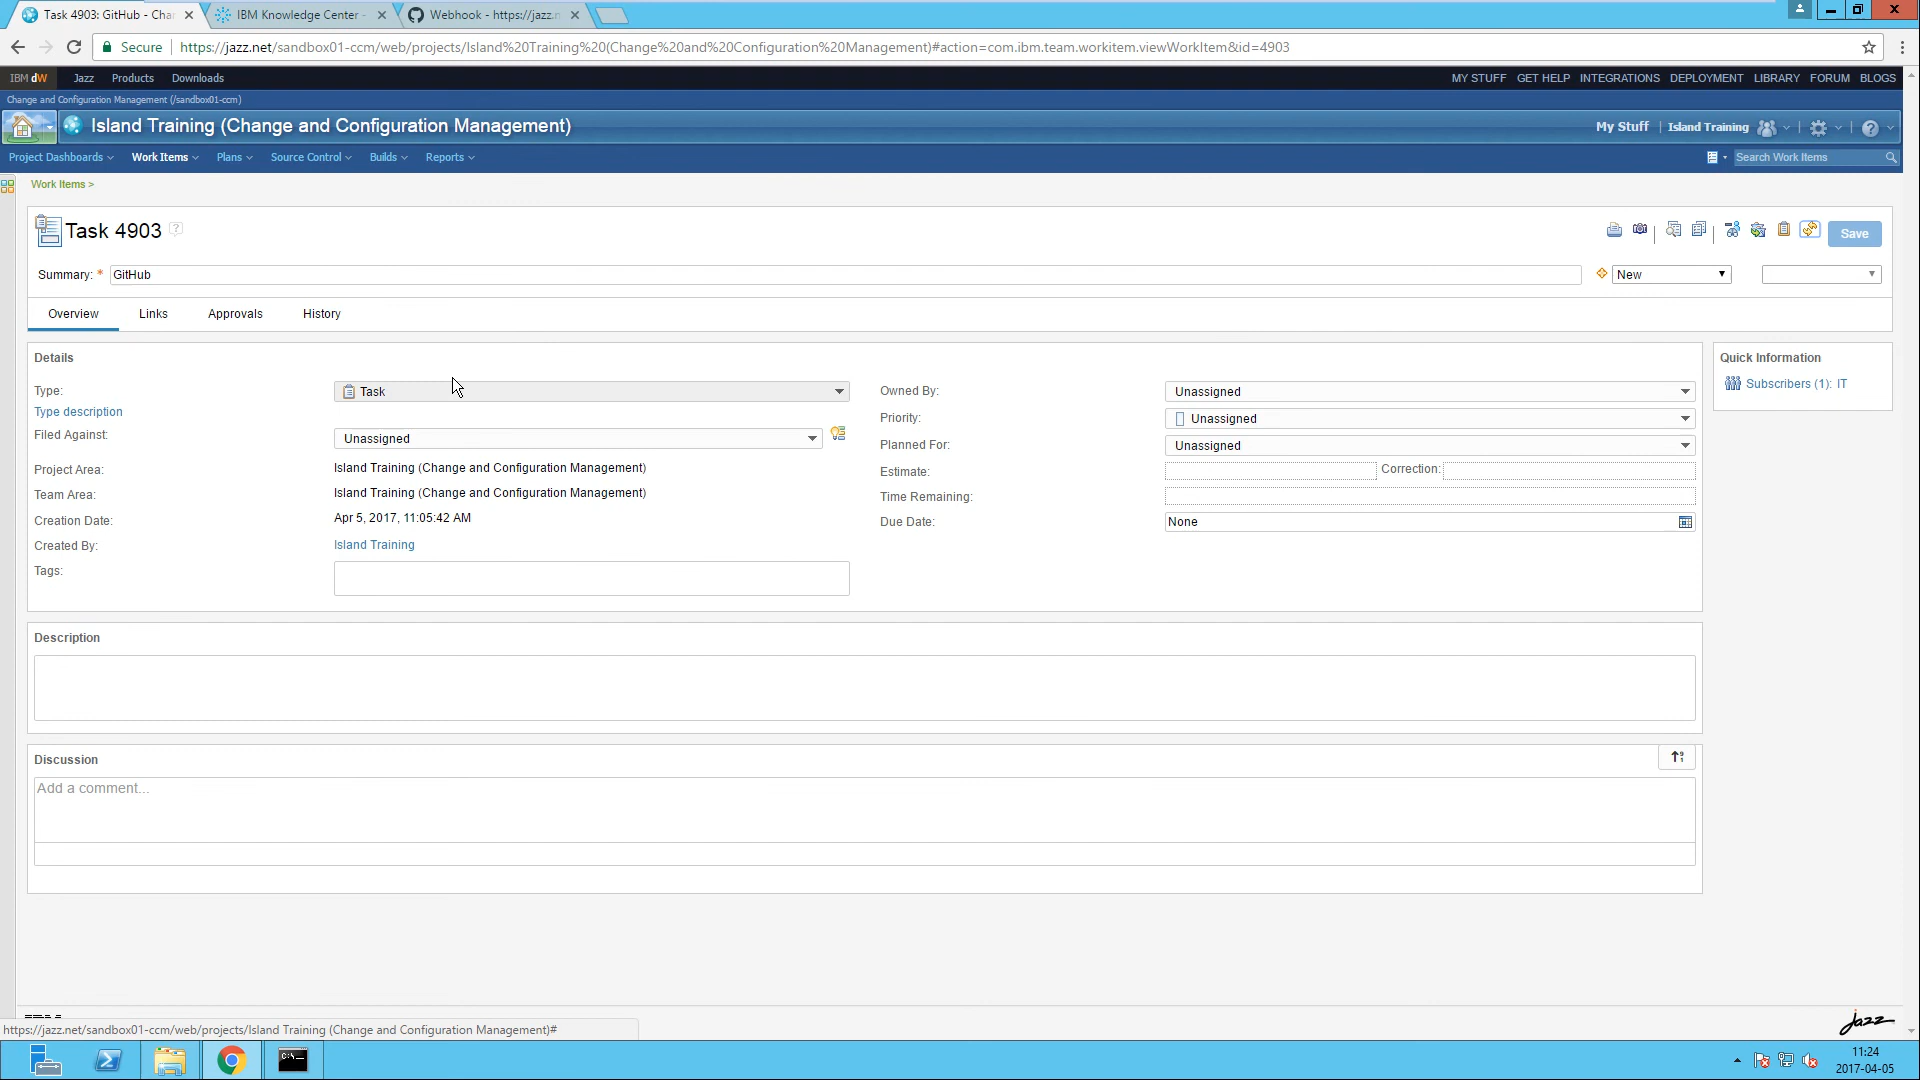 Task 4903: GitHub - Cha
IBM Knowledge Center -
Webhook - https://jazz.n
Secure
https://jazz.net/sandbox01-ccm/web/projects/Island%20Training%20(Change%20and%20Configuration%20Management)#action=com.ibm.team.workitem.viewWorkItem&id=4903
IBM dW Jazz Products Downloads
MY STUFF GET HELP INTEGRATIONS DEPLOYMENT LIBRARY FORUM BLOGS
Change and Configuration Management (/sandbox01-ccm)
Island Training (Change and Configuration Management)
My Stuff | Island Training
Project Dashboards Work Items Plans Source Control Builds Reports
Search Work Items
Work Items >
Task 4903 ?
Save
Summary: * GitHub
New
Overview Links Approvals History
Details
Quick Information
Subscribers (1): IT
Type: Task
Type description
Filed Against: Unassigned
Project Area: Island Training (Change and Configuration Management)
Team Area: Island Training (Change and Configuration Management)
Creation Date: Apr 5, 2017, 11:05:42 AM
Created By: Island Training
Tags:
Owned By: Unassigned
Priority: Unassigned
Planned For: Unassigned
Estimate: Correction:
Time Remaining:
Due Date: None
Description
Discussion
Add a comment...
https://jazz.net/sandbox01-ccm/web/projects/Island Training (Change and Configuration Management)#
Jazz
11:24
2017-04-05